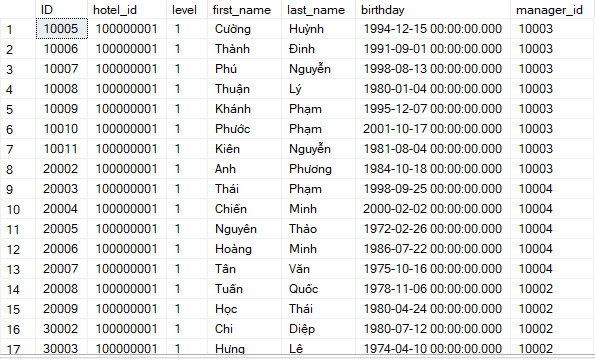 ID hotel_id level first_name last_name birthday manager_id
1 10005 100000001 1 Cường Huỳnh 1994-12-15 00:00:00.000 10003
2 10006 100000001 1 Thành Đinh 1991-09-01 00:00:00.000 10003
3 10007 100000001 1 Phú Nguyễn 1998-08-13 00:00:00.000 10003
4 10008 100000001 1 Thuận Lý 1980-01-04 00:00:00.000 10003
5 10009 100000001 1 Khánh Phạm 1995-12-07 00:00:00.000 10003
6 10010 100000001 1 Phước Phạm 2001-10-17 00:00:00.000 10003
7 10011 100000001 1 Kiên Nguyễn 1981-08-04 00:00:00.000 10003
8 20002 100000001 1 Anh Phương 1984-10-18 00:00:00.000 10003
9 20003 100000001 1 Thái Phạm 1998-09-25 00:00:00.000 10004
10 20004 100000001 1 Chiến Minh 2000-02-02 00:00:00.000 10004
11 20005 100000001 1 Nguyên Thảo 1972-02-26 00:00:00.000 10004
12 20006 100000001 1 Hoàng Minh 1986-07-22 00:00:00.000 10004
13 20007 100000001 1 Tân Văn 1975-10-16 00:00:00.000 10004
14 20008 100000001 1 Tuấn Quốc 1978-11-06 00:00:00.000 10002
15 20009 100000001 1 Học Thái 1980-04-24 00:00:00.000 10002
16 30002 100000001 1 Chi Diệp 1980-07-12 00:00:00.000 10002
17 30003 100000001 1 Hưng Lê 1974-04-10 00:00:00.000 10002